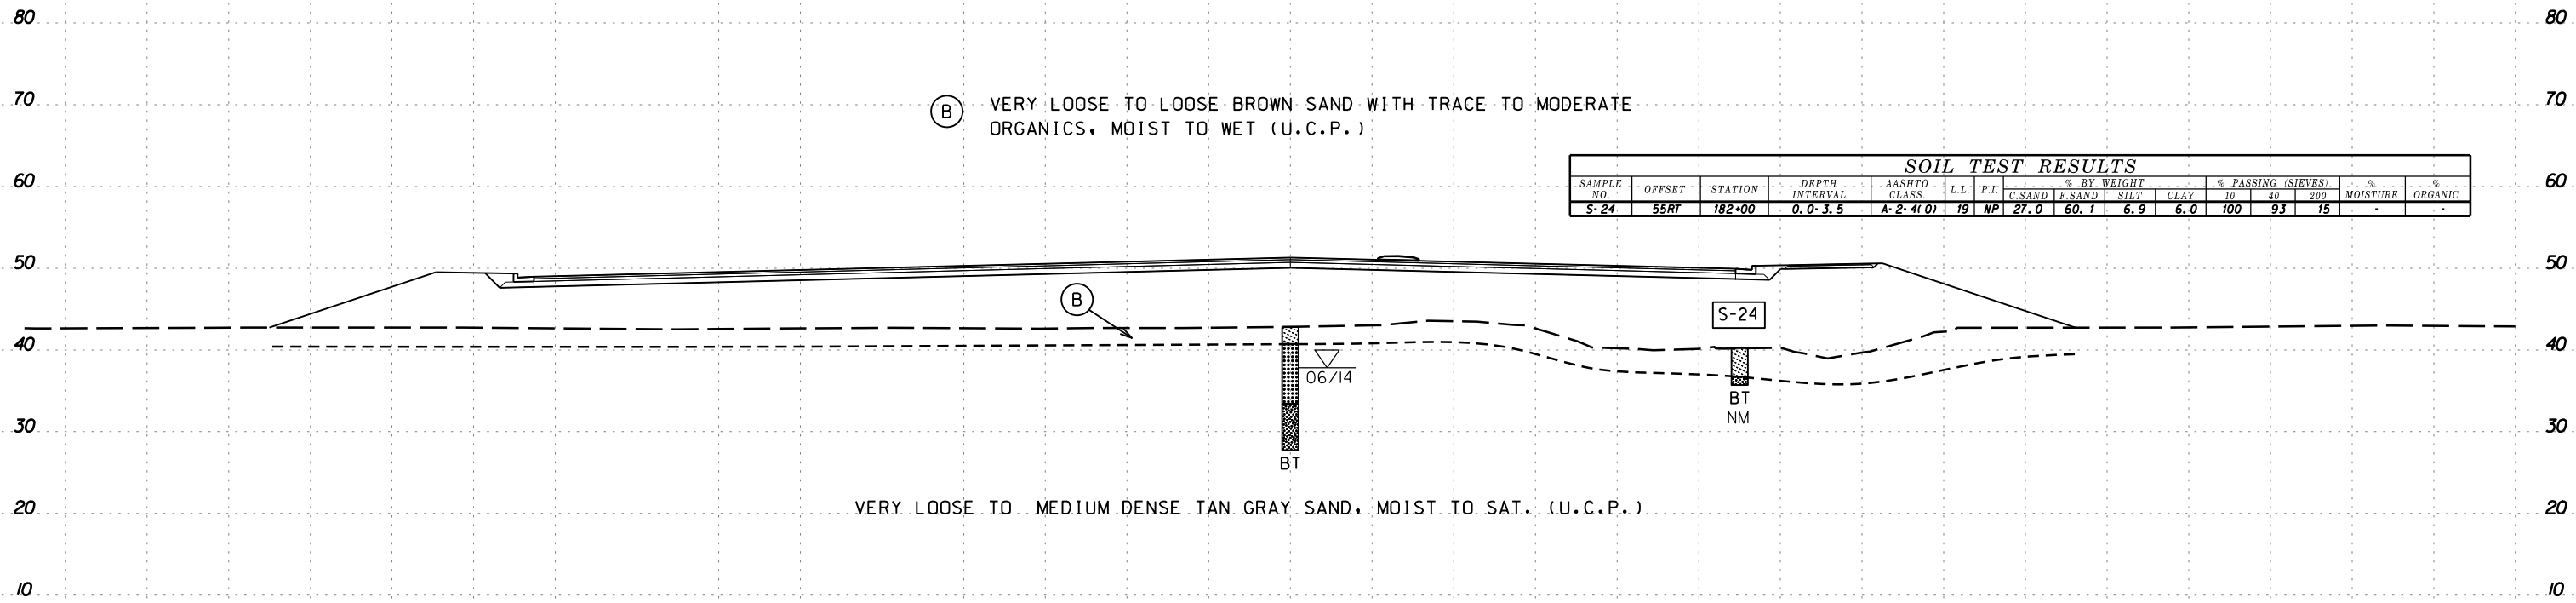 80 80
70 70
B VERY LOOSE TO LOOSE BROWN SAND WITH TRACE TO MODERATE
ORGANICS, MOIST TO WET (U.C.P.)
SOIL TEST RESULTS
SAMPLE NO. OFFSET STATION DEPTH INTERVAL AASHTO CLASS. L.L. P.I. % BY WEIGHT % PASSING (SIEVES) % MOISTURE % ORGANIC
C.SAND F.SAND SILT CLAY 10 40 200
S-24 55RT 182+00 0.0-3.5 A-2-4(0) 19 NP 27.0 60.1 6.9 6.0 100 93 15 - -
60 60
50 50
B
S-24
40 40
06/14
BT
NM
30 30
BT
VERY LOOSE TO MEDIUM DENSE TAN GRAY SAND, MOIST TO SAT. (U.C.P.)
20 20
10 10